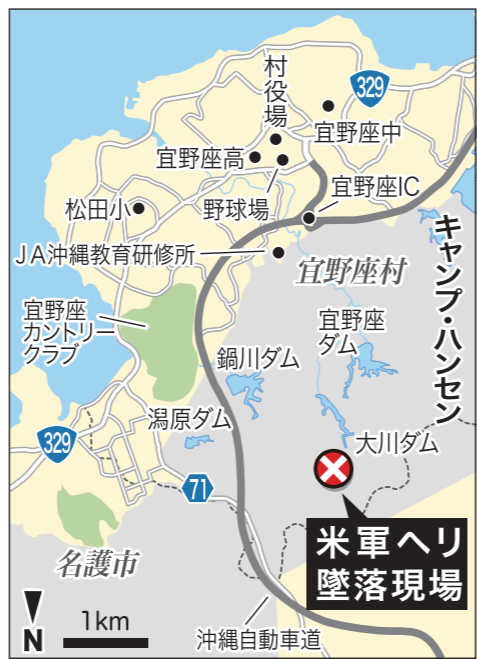 村役場
329
宜野座中
宜野座高
野球場
宜野座IC
松田小
JA沖縄教育研修所
宜野座村
キャンプ・ハンセン
宜野座
カントリー
クラブ
宜野座
ダム
鍋川ダム
潟原ダム
大川ダム
329
71
米軍ヘリ
墜落現場
名護市
N
1km
沖縄自動車道